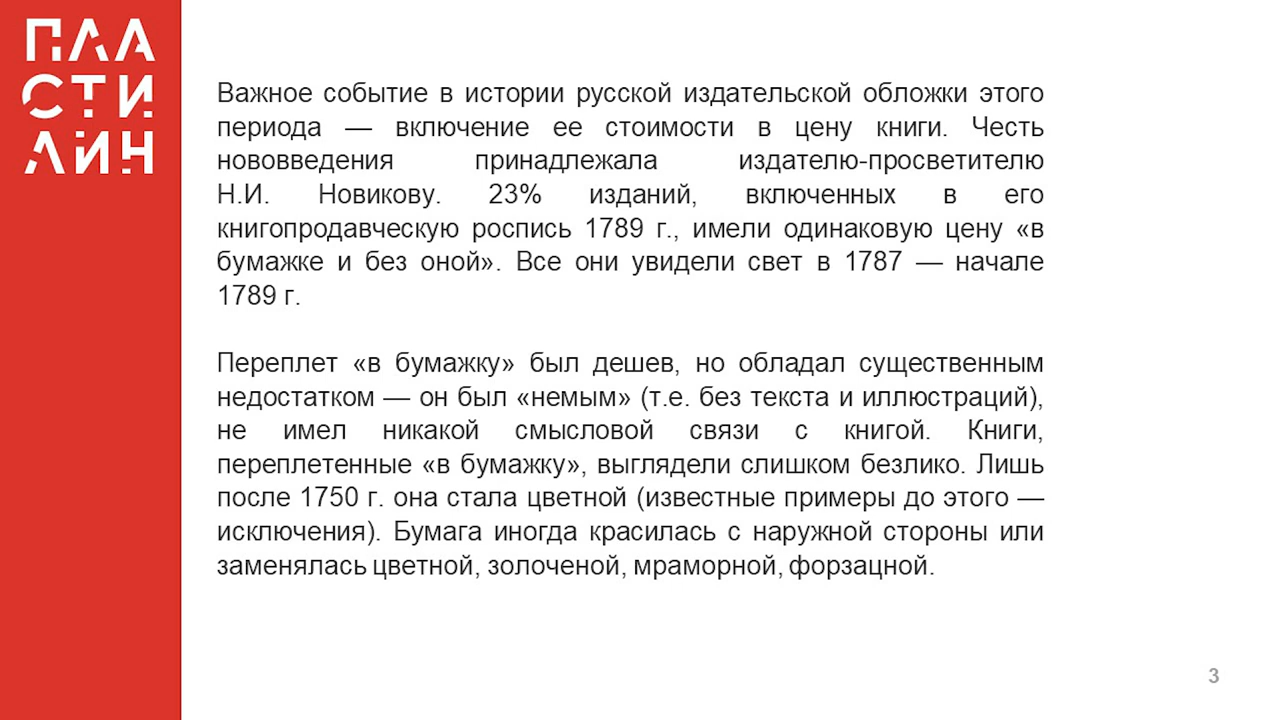 ПЛА
СТИ
ЛИН
Важное событие в истории русской издательской обложки этого
периода — включение ее стоимости в цену книги. Честь
нововведения принадлежала издателю-просветителю
Н.И. Новикову. 23% изданий, включенных в его
книгопродавческую роспись 1789 г., имели одинаковую цену «в
бумажке и без оной». Все они увидели свет в 1787 — начале
1789 г.
Переплет «в бумажку» был дешев, но обладал существенным
недостатком — он был «немым» (т.е. без текста и иллюстраций),
не имел никакой смысловой связи с книгой. Книги,
переплетенные «в бумажку», выглядели слишком безлико. Лишь
после 1750 г. она стала цветной (известные примеры до этого —
исключения). Бумага иногда красилась с наружной стороны или
заменялась цветной, золоченой, мраморной, форзацной.
3